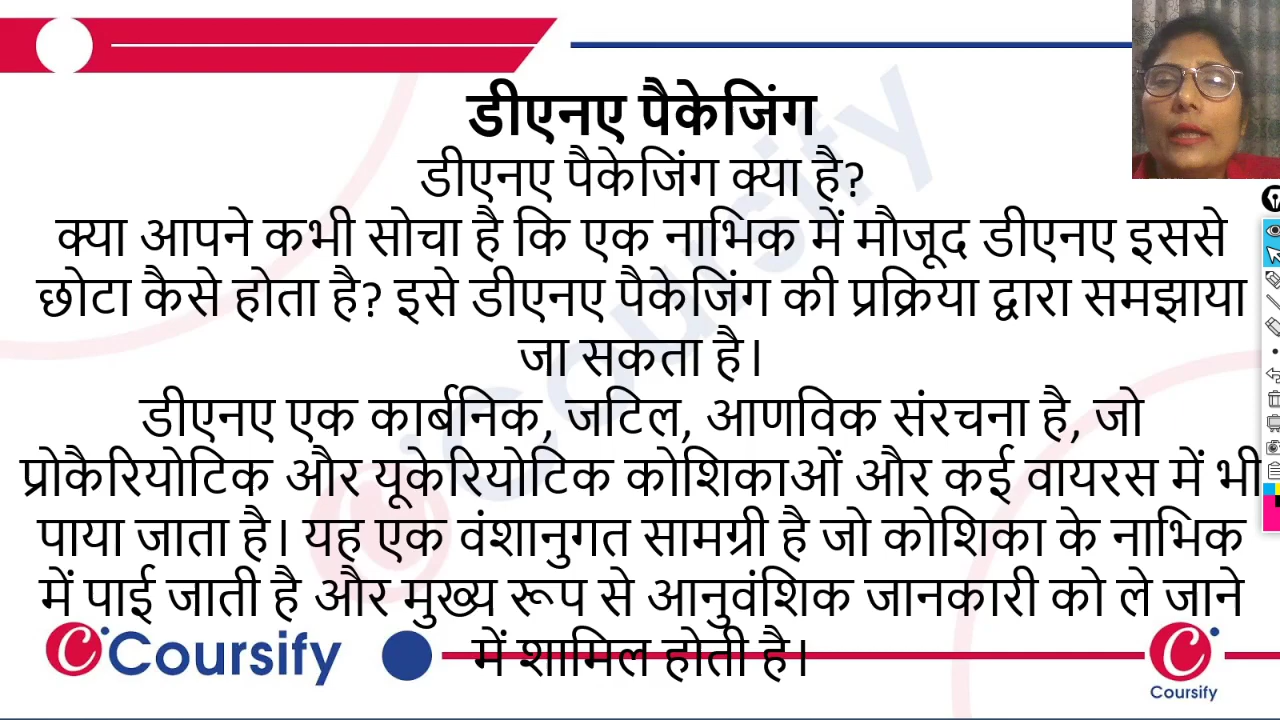 डीएनए पैकेजिंग
डीएनए पैकेजिंग क्या है?
क्या आपने कभी सोचा है कि एक नाभिक में मौजूद डीएनए इससे
छोटा कैसे होता है? इसे डीएनए पैकेजिंग की प्रक्रिया द्वारा समझाया
जा सकता है।
डीएनए एक कार्बनिक, जटिल, आणविक संरचना है, जो
प्रोकैरियोटिक और यूकेरियोटिक कोशिकाओं और कई वायरस में भी
पाया जाता है। यह एक वंशानुगत सामग्री है जो कोशिका के नाभिक
में पाई जाती है और मुख्य रूप से आनुवंशिक जानकारी को ले जाने
में शामिल होती है।
Coursify
Coursify
Coursify